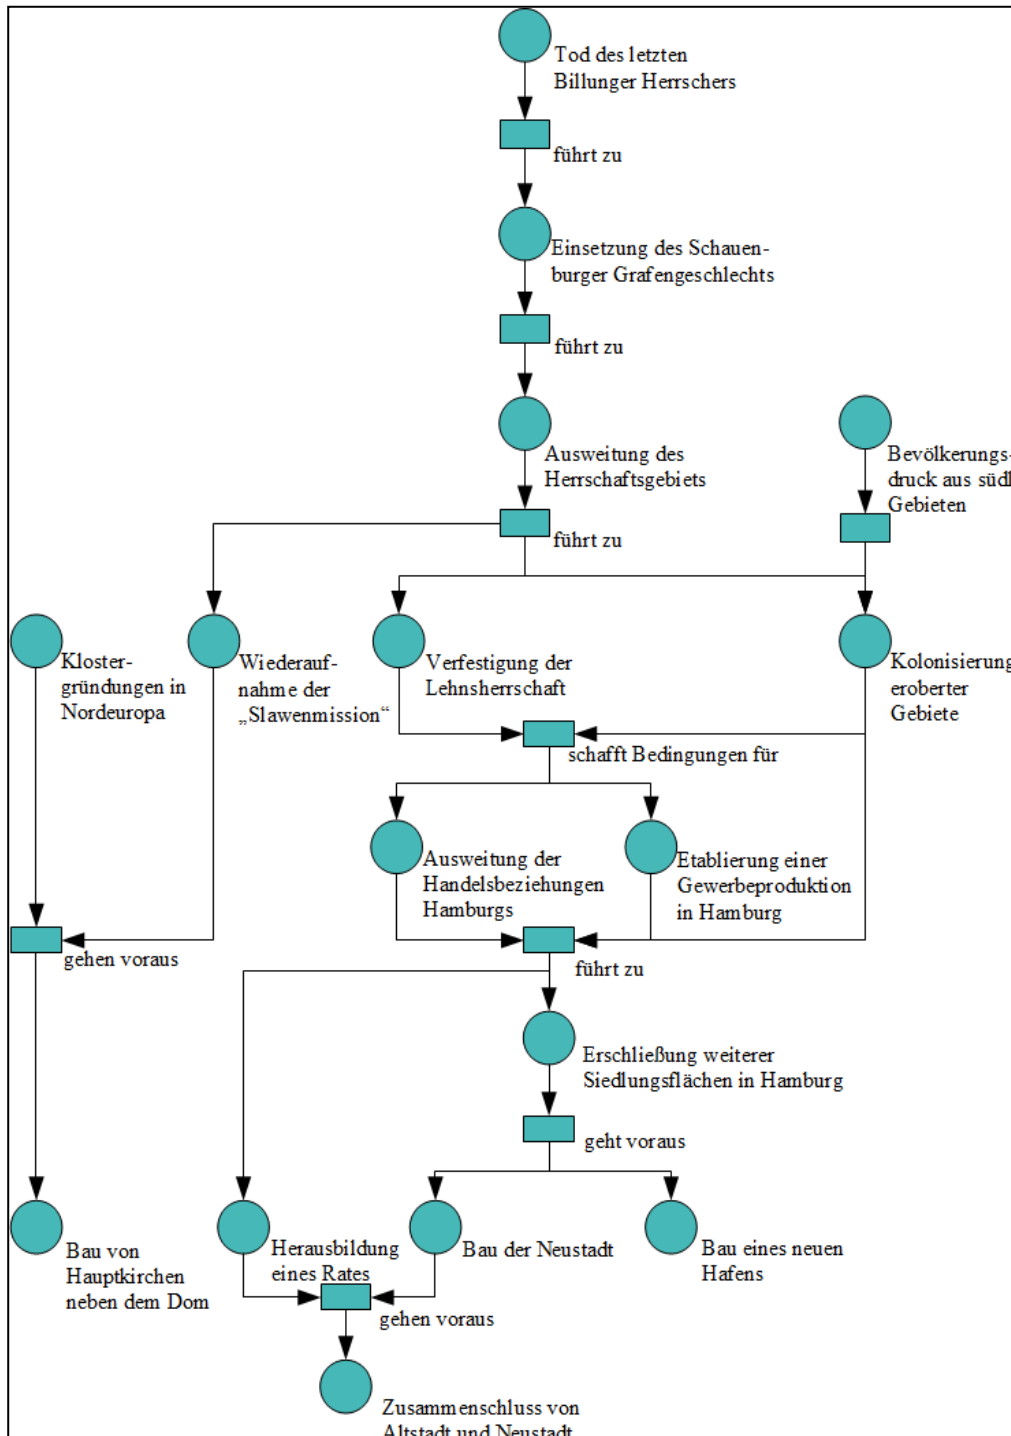 Tod des letzten
Billunger Herrschers
führt zu
Einsetzung des Schauen-
burger Grafengeschlechts
führt zu
Ausweitung des
Herrschaftsgebiets
Bevölkerungs-
druck aus südl
Gebieten
führt zu
Kloster-
gründungen in
Nordeuropa
Wiederauf-
nahme der
„Slawenmission“
Verfestigung der
Lehnsherrschaft
Kolonisierung
eroberter
Gebiete
schafft Bedingungen für
Ausweitung der
Handelsbeziehungen
Hamburgs
Etablierung einer
Gewerbeproduktion
in Hamburg
gehen voraus
führt zu
Erschließung weiterer
Siedlungsflächen in Hamburg
geht voraus
Bau von
Hauptkirchen
neben dem Dom
Herausbildung
eines Rates
Bau der Neustadt
Bau eines neuen
Hafens
gehen voraus
Zusammenschluss von
Altstadt und Neustadt